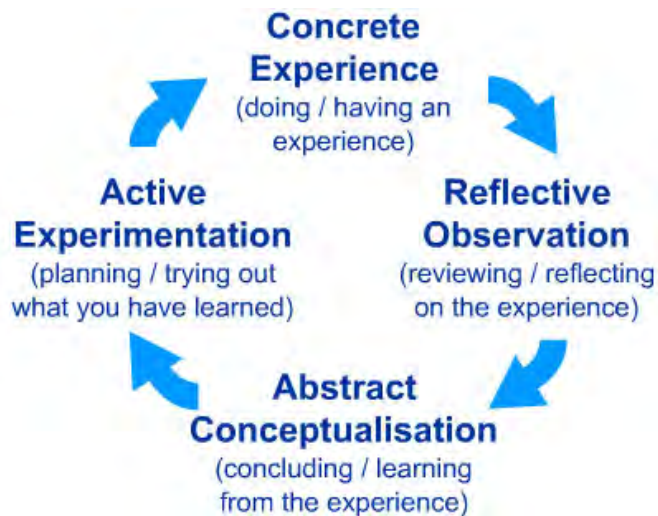 Concrete
Experience
(doing / having an
experience)
Reflective
Observation
(reviewing / reflecting
on the experience)
Abstract
Conceptualisation
(concluding / learning
from the experience)
Active
Experimentation
(planning / trying out
what you have learned)